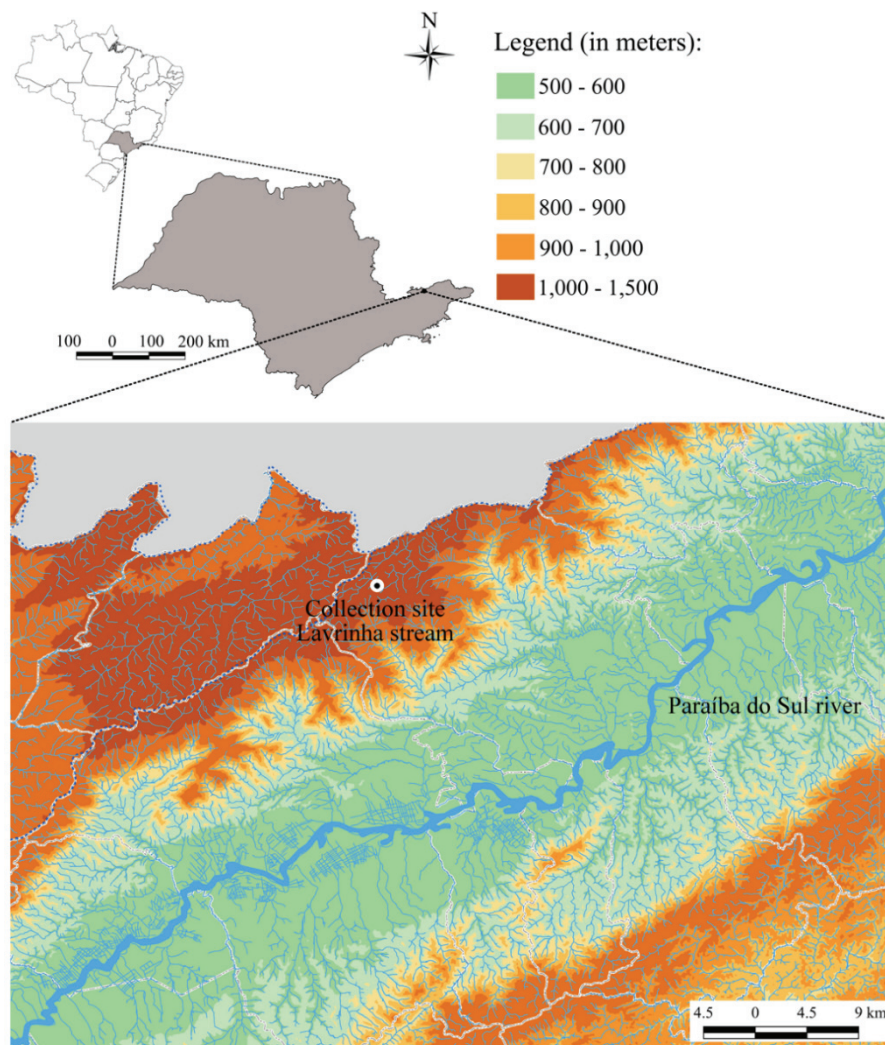 N
Legend (in meters):
500 - 600
600 - 700
700 - 800
800 - 900
900 - 1,000
1,000 - 1,500
100 0 100 200 km
Collection site
Lavrinha stream
Paraíba do Sul river
4.5 0 4.5 9 km